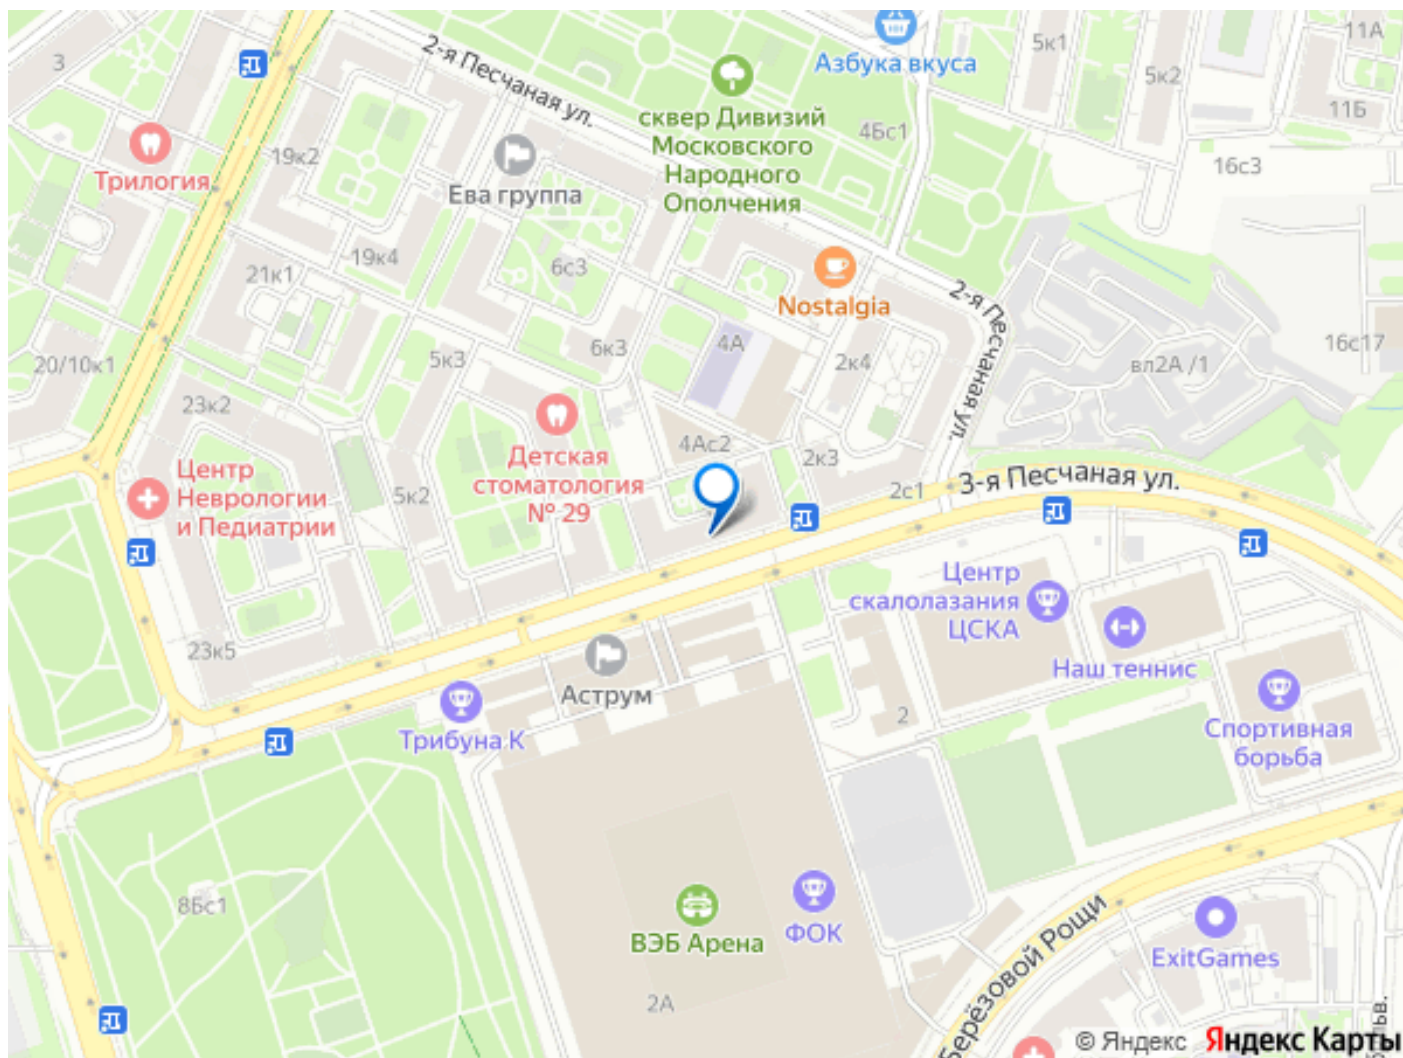 3
2-я Песчаная ул.
Азбука вкуса
5к1
11А
5к2
11Б
сквер Дивизий
Московского
Народного
Ополчения
4Бс1
16с3
Трилогия
19к2
Ева группа
19к4
21к1
6с3
Nostalgia
2-я Песчаная ул.
20/10к1
5к3
6к3
4А
2к4
вл2А /1
16с17
23к2
4Ас2
2к3
Детская
стоматология
№ 29
Центр
Неврологии
и Педиатрии
5к2
2с1
3-я Песчаная ул.
Центр
скалолазания
ЦСКА
Наш теннис
23к5
Аструм
Трибуна К
2
Спортивная
борьба
8Бс1
ВЭБ Арена
ФОК
2А
Берёзовой Рощи
ExitGames
© Яндекс
Яндекс Карты